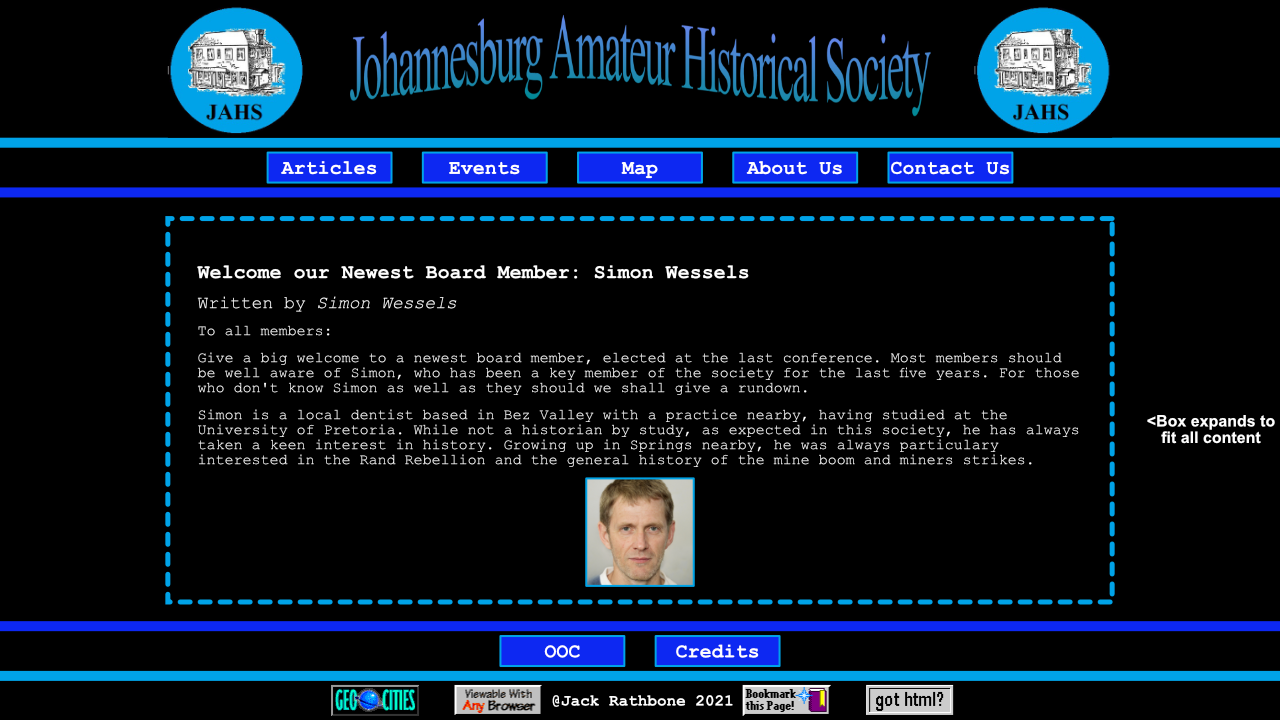 JAHS
Johannesburg Amateur Historical Society
JAHS
Articles
Events
Map
About Us
Contact Us
Welcome our Newest Board Member: Simon Wessels
Written by Simon Wessels
To all members:
Give a big welcome to a newest board member, elected at the last conference. Most members should
be well aware of Simon, who has been a key member of the society for the last five years. For those
who don't know Simon as well as they should we shall give a rundown.
Simon is a local dentist based in Bez Valley with a practice nearby, having studied at the
University of Pretoria. While not a historian by study, as expected in this society, he has always
taken a keen interest in history. Growing up in Springs nearby, he was always particulary
interested in the Rand Rebellion and the general history of the mine boom and miners strikes.
<Box expands to
fit all content
OOC
Credits
GEOCITIES
Viewable With
Any Browser
@Jack Rathbone 2021
Bookmark
this Page!
got html?